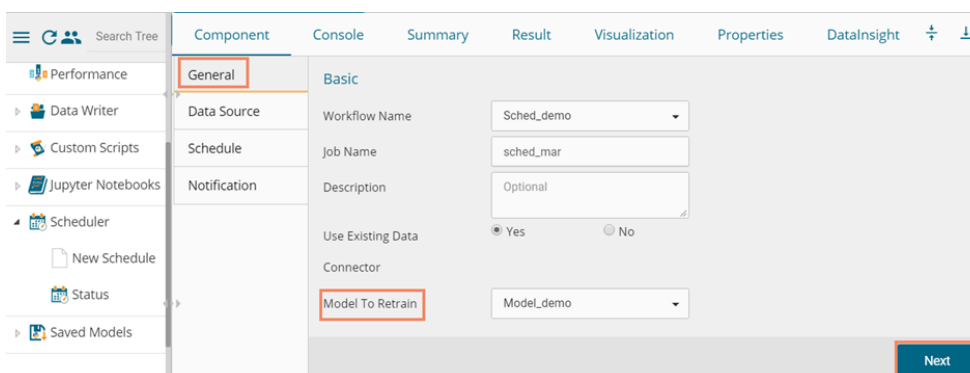 Search Tree
Component
Console
Summary
Result
Visualization
Properties
DataInsight
Performance
Data Writer
Custom Scripts
Jupyter Notebooks
Scheduler
New Schedule
Status
Saved Models
General
Data Source
Schedule
Notification
Basic
Workflow Name
Sched_demo
Job Name
sched_mar
Description
Optional
Use Existing Data
Connector
Yes
No
Model To Retrain
Model_demo
Next